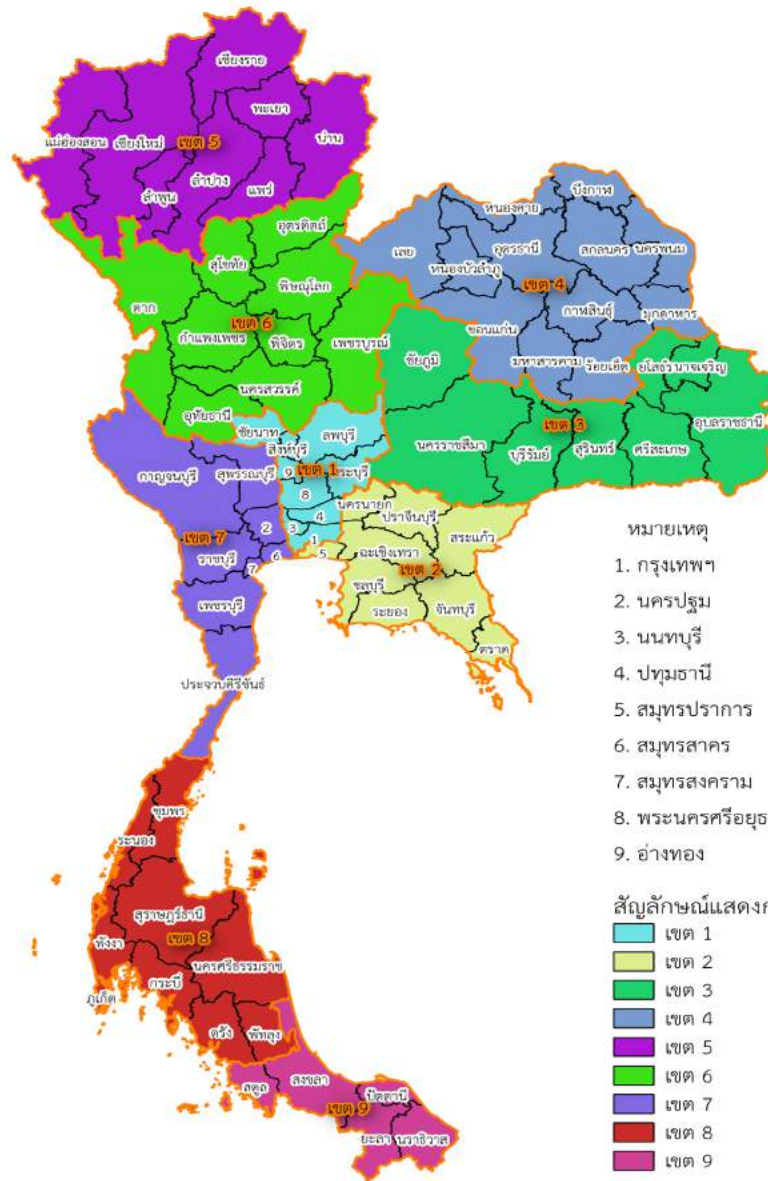 เชียงราย
พะเยา
น่าน
แม่ฮ่องสอน
เชียงใหม่
เขต 5
ลำปาง
แพร่
ลำพูน
บึงกาฬ
หนองคาย
อุตรดิตถ์
เลย
อุดรธานี
สกลนคร
นครพนม
สุโขทัย
หนองบัวลำภู
พิษณุโลก
เขต 4
ตาก
กาฬสินธุ์
มุกดาหาร
เขต 6
ขอนแก่น
กำแพงเพชร
พิจิตร
เพชรบูรณ์
ชัยภูมิ
มหาสารคาม
ร้อยเอ็ด
ยโสธร
นาจเจริญ
นครสวรรค์
อุทัยธานี
ชัยนาท
ลพบุรี
อุบลราชธานี
เขต 3
สิงห์บุรี
นครราชสีมา
บุรีรัมย์
สุรินทร์
ศรีสะเกษ
กาญจนบุรี
สุพรรณบุรี
9
เขต 1
ระบุรี
8
นครนายก
ปราจีนบุรี
4
2
3
สระแก้ว
เขต 7
1
ราชบุรี
6
5
ฉะเชิงเทรา
7
เขต 2
ชลบุรี
เพชรบุรี
ระยอง
จันทบุรี
ตราด
ประจวบคีรีขันธ์
หมายเหตุ
1. กรุงเทพฯ
2. นครปฐม
3. นนทบุรี
4. ปทุมธานี
5. สมุทรปราการ
6. สมุทรสาคร
7. สมุทรสงคราม
8. พระนครศรีอยุธ
9. อ่างทอง
ชุมพร
ระนอง
สุราษฎร์ธานี
พังงา
เขต 8
นครศรีธรรมราช
กระบี่
ภูเก็ต
ตรัง
พัทลุง
สตูล
สงขลา
ปัตตานี
เขต 9
ยะลา
นราธิวาส
สัญลักษณ์แสดงก
เขต 1
เขต 2
เขต 3
เขต 4
เขต 5
เขต 6
เขต 7
เขต 8
เขต 9